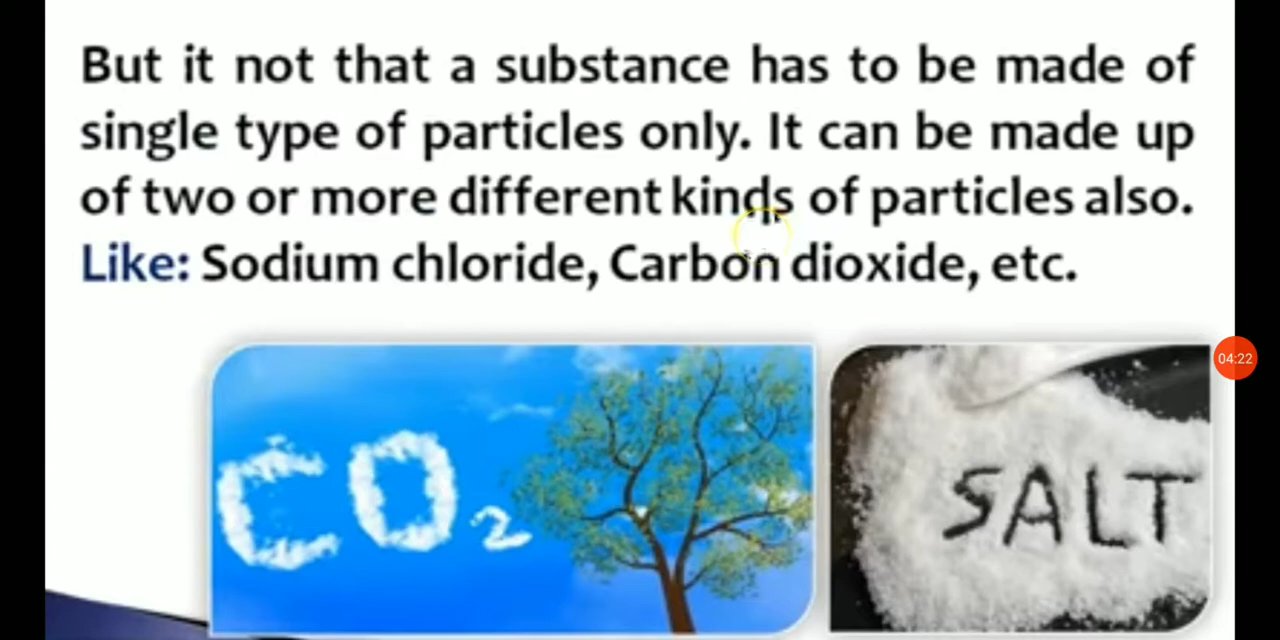 But it not that a substance has to be made of
single type of particles only. It can be made up
of two or more different kinds of particles also.
Like: Sodium chloride, Carbon dioxide, etc.
04:22
CO2
SALT